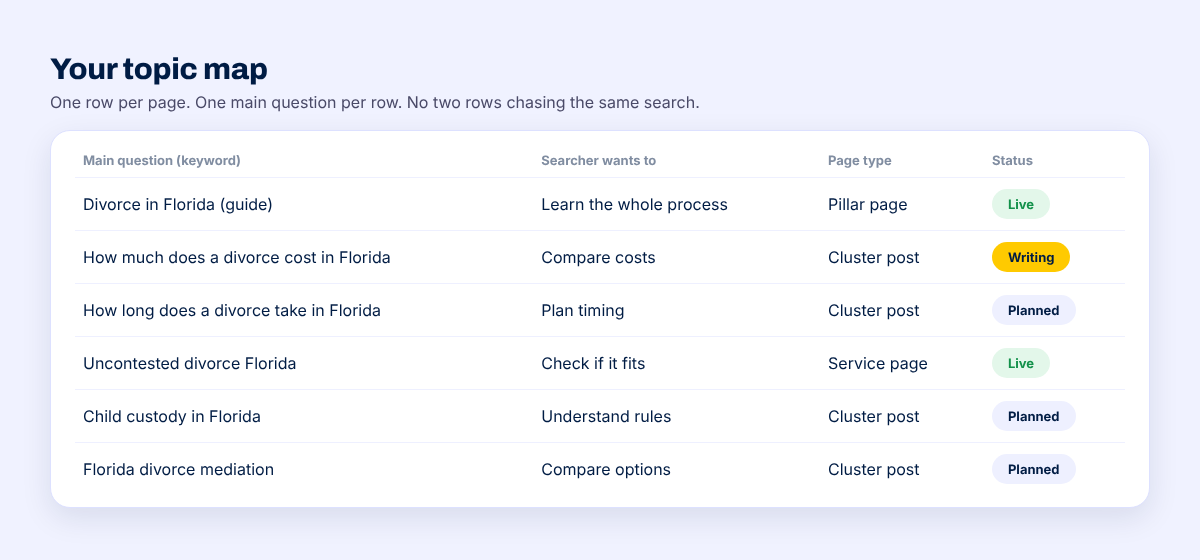 Your topic map
One row per page. One main question per row. No two rows chasing the same search.
Main question (keyword) Searcher wants to Page type Status
Divorce in Florida (guide) Learn the whole process Pillar page Live
How much does a divorce cost in Florida Compare costs Cluster post Writing
How long does a divorce take in Florida Plan timing Cluster post Planned
Uncontested divorce Florida Check if it fits Service page Live
Child custody in Florida Understand rules Cluster post Planned
Florida divorce mediation Compare options Cluster post Planned